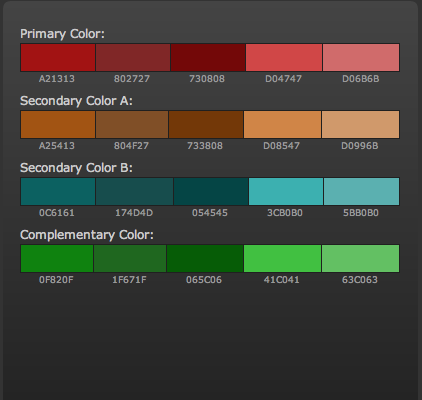 Primary Color:
A21313 802727 730808 D04747 D06B6B
Secondary Color A:
A25413 804F27 733808 D08547 D0996B
Secondary Color B:
0C6161 174D4D 054545 3CB0B0 5BB0B0
Complementary Color:
0F820F 1F671F 065C06 41C041 63C063